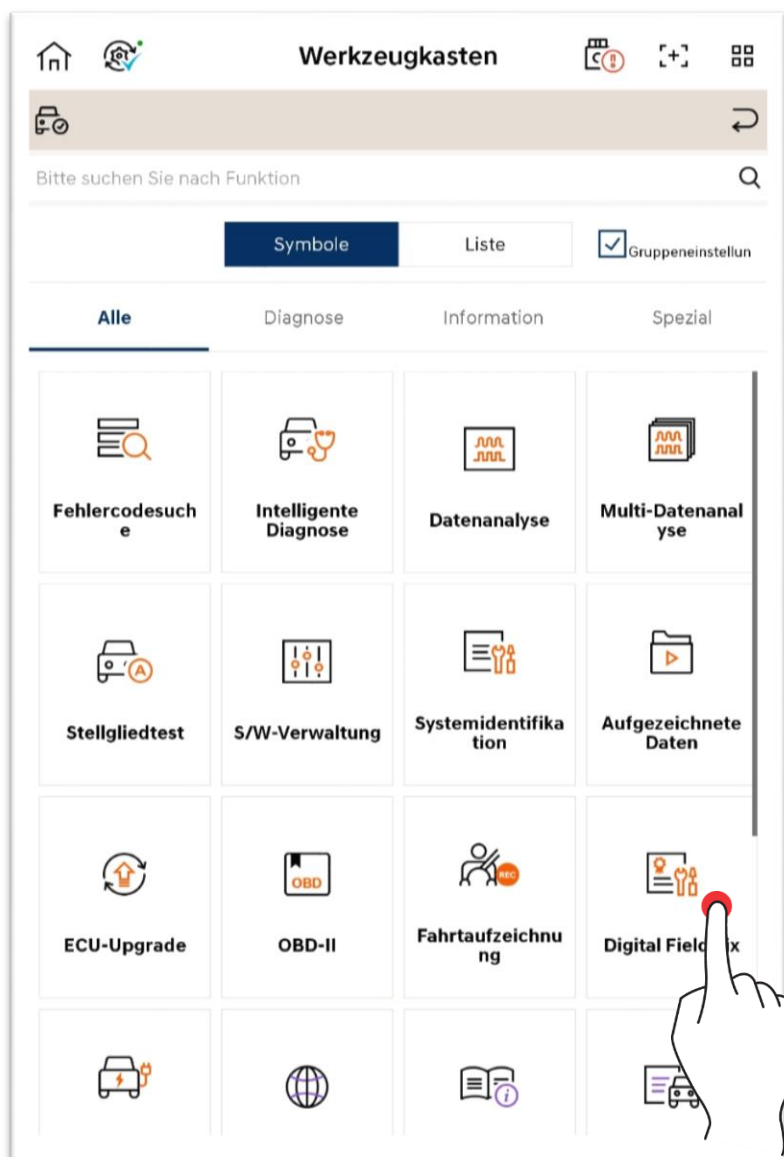 Werkzeugkasten
Bitte suchen Sie nach Funktion
Symbole
Liste
Gruppeneinstellun
Alle
Diagnose
Information
Spezial
Fehlercodesuch
e
Intelligente
Diagnose
Datenanalyse
Multi-Datenanal
yse
Stellgliedtest
S/W-Verwaltung
Systemidentifika
tion
Aufgezeichnete
Daten
A
ECU-Upgrade
OBD
OBD-II
REC
Fahrtaufzeichnu
ng
Digital Field